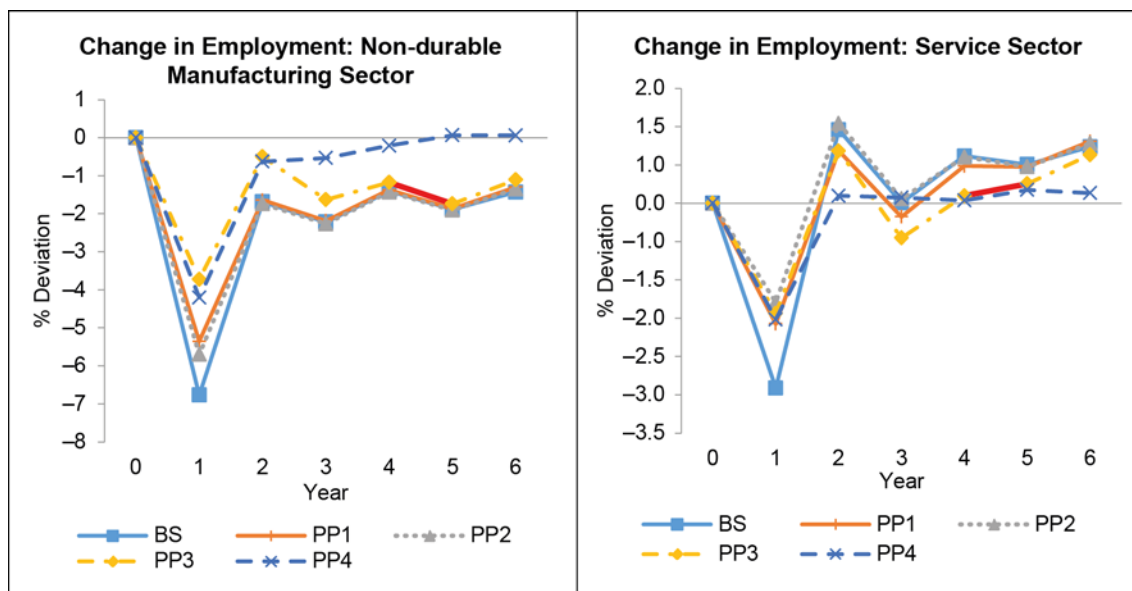 Change in Employment: Non-durable
Manufacturing Sector
% Deviation
1
0
–1
–2
–3
–4
–5
–6
–7
–8
0 1 2 3 4 5 6
Year
BS PP1 PP2
PP3 PP4
Change in Employment: Service Sector
% Deviation
2.0
1.5
1.0
0.0
–1.0
–1.5
–2.0
–2.5
–3.0
–3.5
0 1 2 3 4 5 6
Year
BS PP1 PP2
PP3 PP4